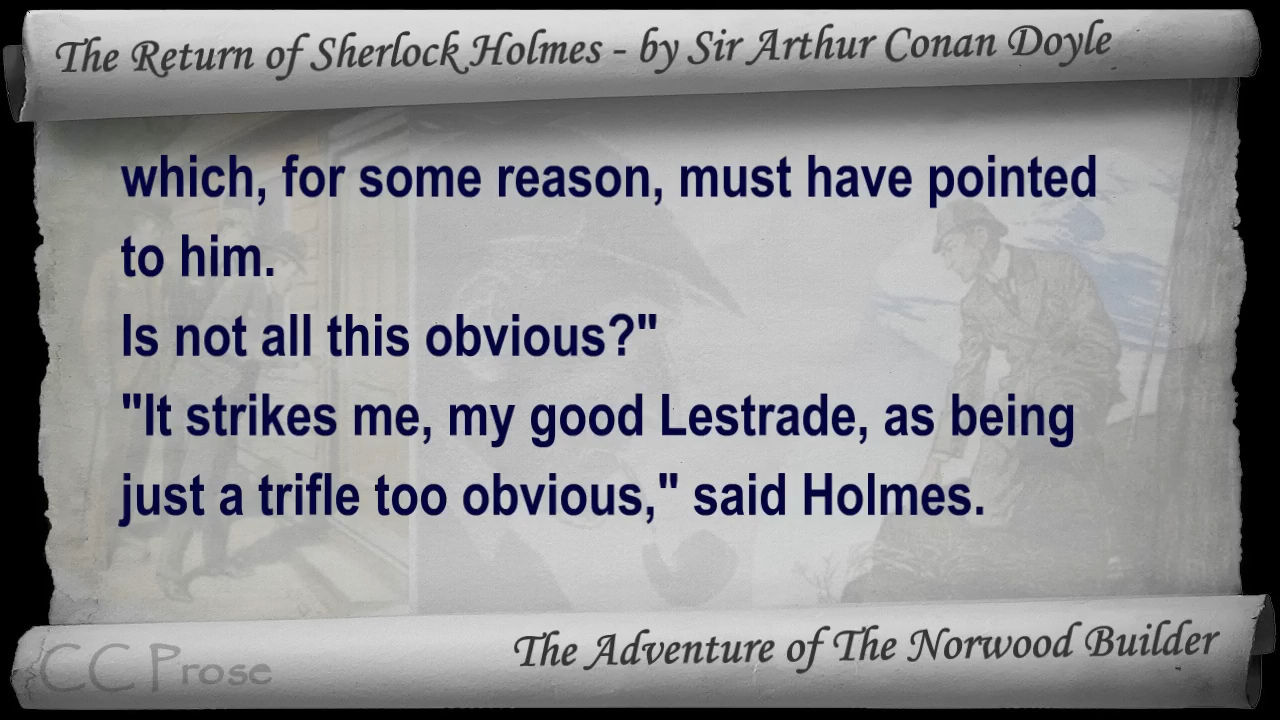 The Return of Sherlock Holmes - by Sir Arthur Conan Doyle
which, for some reason, must have pointed
to him.
Is not all this obvious?"
"It strikes me, my good Lestrade, as being
just a trifle too obvious," said Holmes.
The Adventure of The Norwood Builder
CC Prose